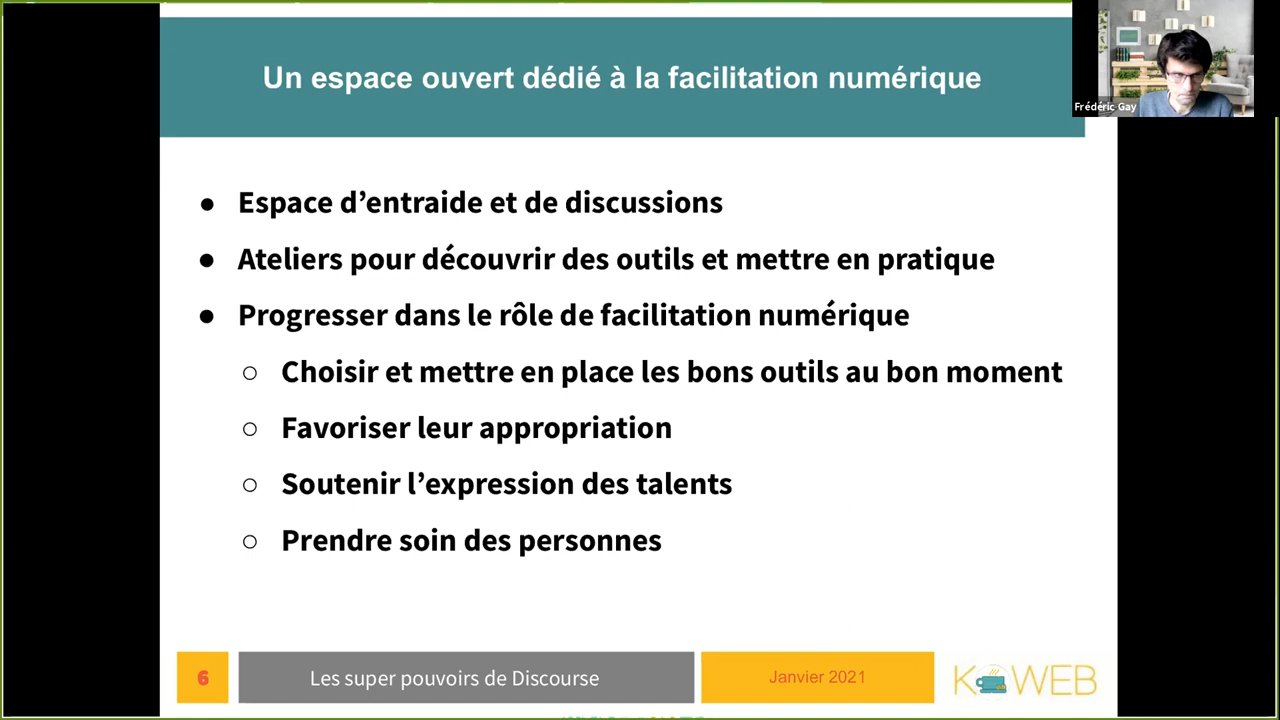 Un espace ouvert dédié à la facilitation numérique
Frédéric Gay
● Espace d’entraide et de discussions
● Ateliers pour découvrir des outils et mettre en pratique
● Progresser dans le rôle de facilitation numérique
○ Choisir et mettre en place les bons outils au bon moment
○ Favoriser leur appropriation
○ Soutenir l’expression des talents
○ Prendre soin des personnes
6 Les super pouvoirs de Discourse Janvier 2021 K WEB